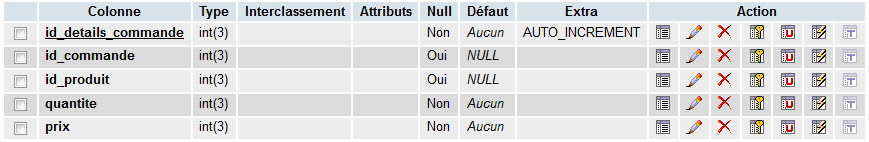 Colonne Type Interclassement Attributs Null Défaut Extra Action
id_details_commande int(3) Non Aucun AUTO_INCREMENT
id_commande int(3) Oui NULL
id_produit int(3) Oui NULL
quantite int(3) Non Aucun
prix int(3) Non Aucun